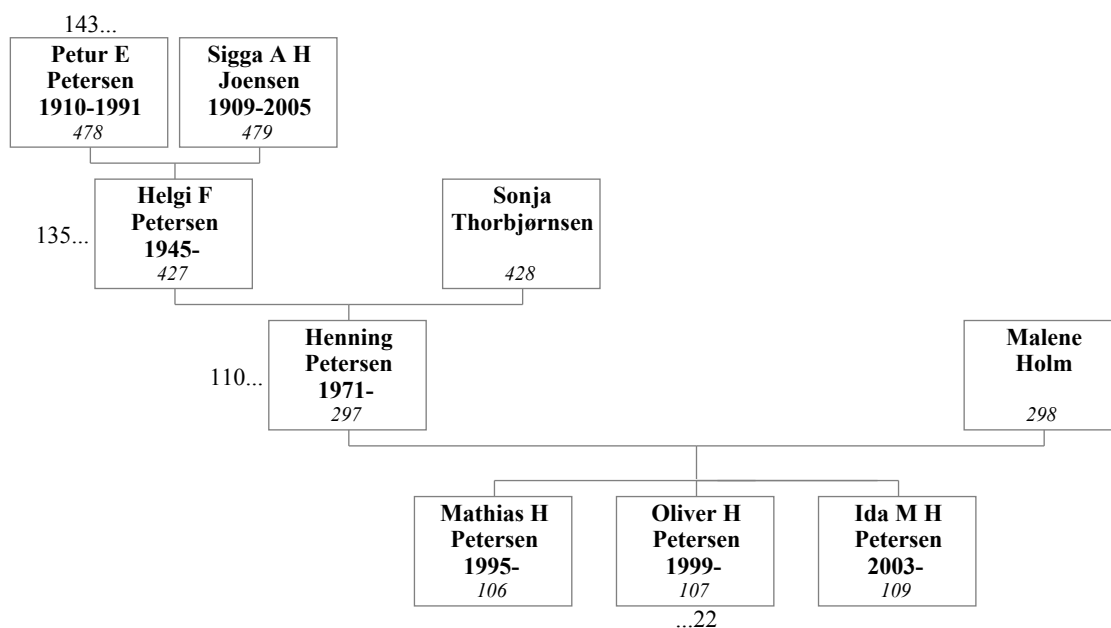 143...
Petur E
Petersen
1910-1991
478
Sigga A H
Joensen
1909-2005
479
135...
Helgi F
Petersen
1945-
427
Sonja
Thorbjørnsen
428
110...
Henning
Petersen
1971-
297
Malene
Holm
298
Mathias H
Petersen
1995-
106
Oliver H
Petersen
1999-
107
Ida M H
Petersen
2003-
109
...22